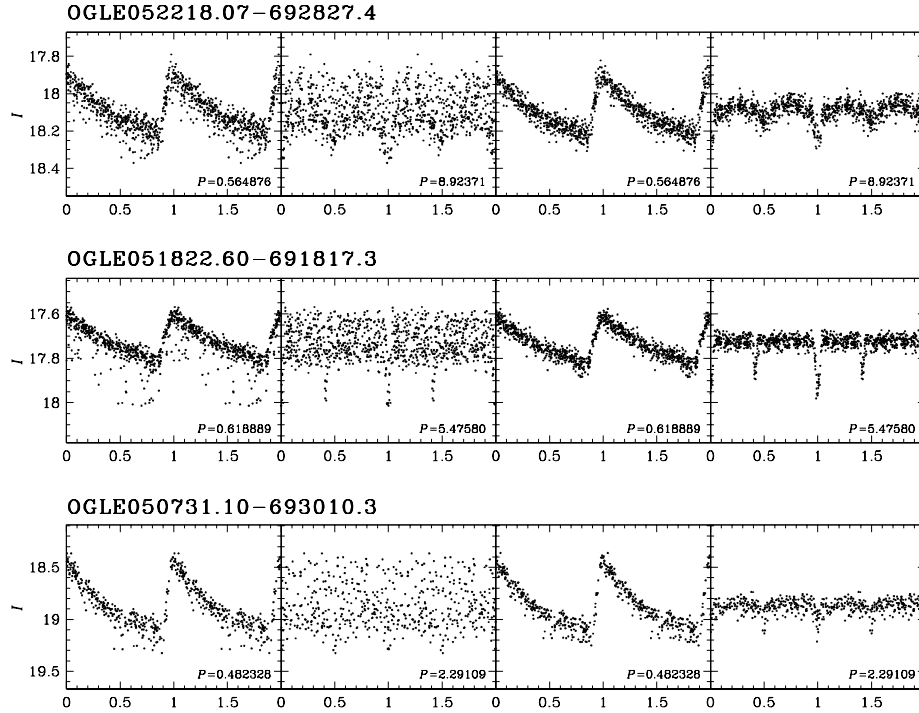 OGLE052218.07−692827.4
17.8
18
18.2
18.4
I
P=0.564876 P=8.92371 P=0.564876 P=8.92371
0 0.5 1 1.5 0 0.5 1 1.5 0 0.5 1 1.5 0 0.5 1 1.5
OGLE051822.60−691817.3
17.6
17.8
18
I
P=0.618889 P=5.47580 P=0.618889 P=5.47580
0 0.5 1 1.5 0 0.5 1 1.5 0 0.5 1 1.5 0 0.5 1 1.5
OGLE050731.10−693010.3
18.5
19
19.5
I
P=0.482328 P=2.29109 P=0.482328 P=2.29109
0 0.5 1 1.5 0 0.5 1 1.5 0 0.5 1 1.5 0 0.5 1 1.5